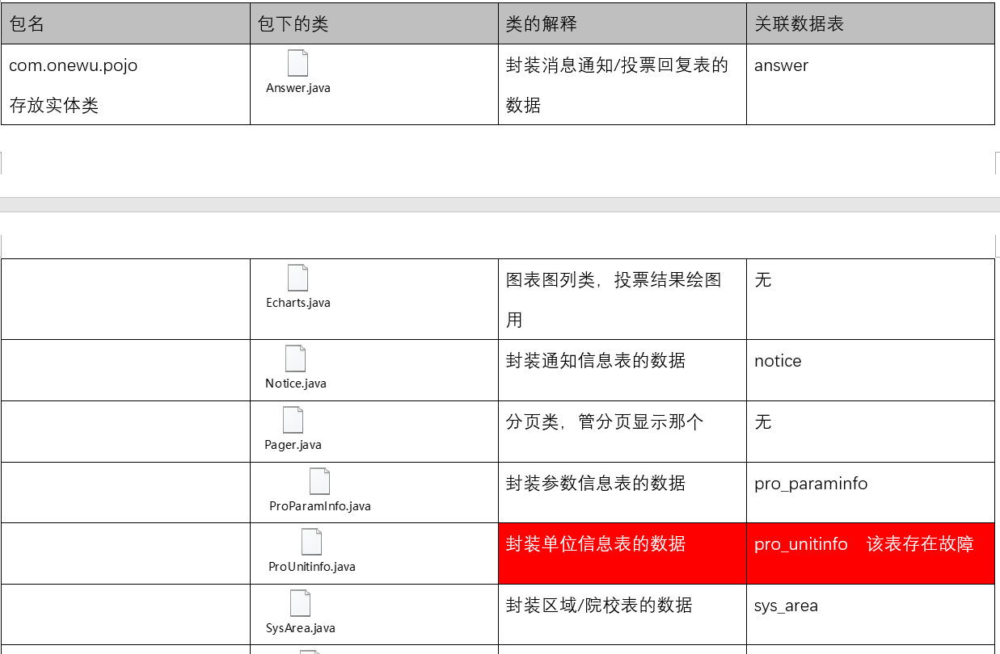 包名 包下的类 类的解释 关联数据表
com.onewu.pojo
存放实体类
Answer.java
封装消息通知/投票回复表的
数据
answer
Echarts.java
图表图列类，投票结果绘图
用
无
Notice.java
封装通知信息表的数据
notice
Pager.java
分页类，管分页显示那个
无
ProParamInfo.java
封装参数信息表的数据
pro_paraminfo
ProUnitinfo.java
封装单位信息表的数据
pro_unitinfo 该表存在故障
SysArea.java
封装区域/院校表的数据
sys_area